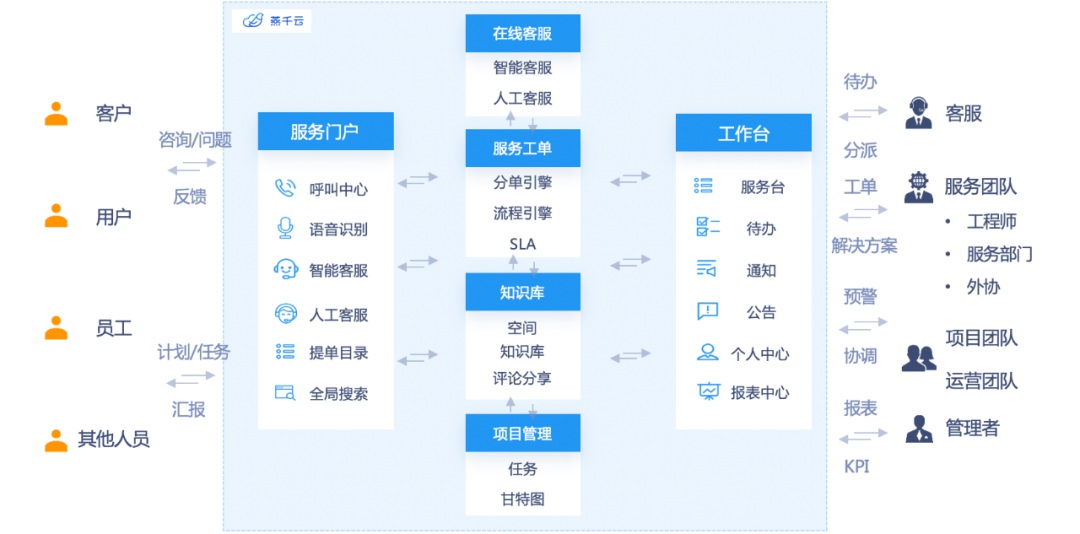 燕千云
客户
用户
员工
其他人员
咨询/问题
反馈
计划/任务
汇报
服务门户
呼叫中心
语音识别
智能客服
人工客服
提单目录
全局搜索
在线客服
智能客服
人工客服
服务工单
分单引擎
流程引擎
SLA
知识库
空间
知识库
评论分享
项目管理
任务
甘特图
工作台
服务台
待办
通知
公告
个人中心
报表中心
待办
分派
工单
解决方案
预警
协调
报表
KPI
客服
服务团队
• 工程师
• 服务部门
• 外协
项目团队
运营团队
管理者